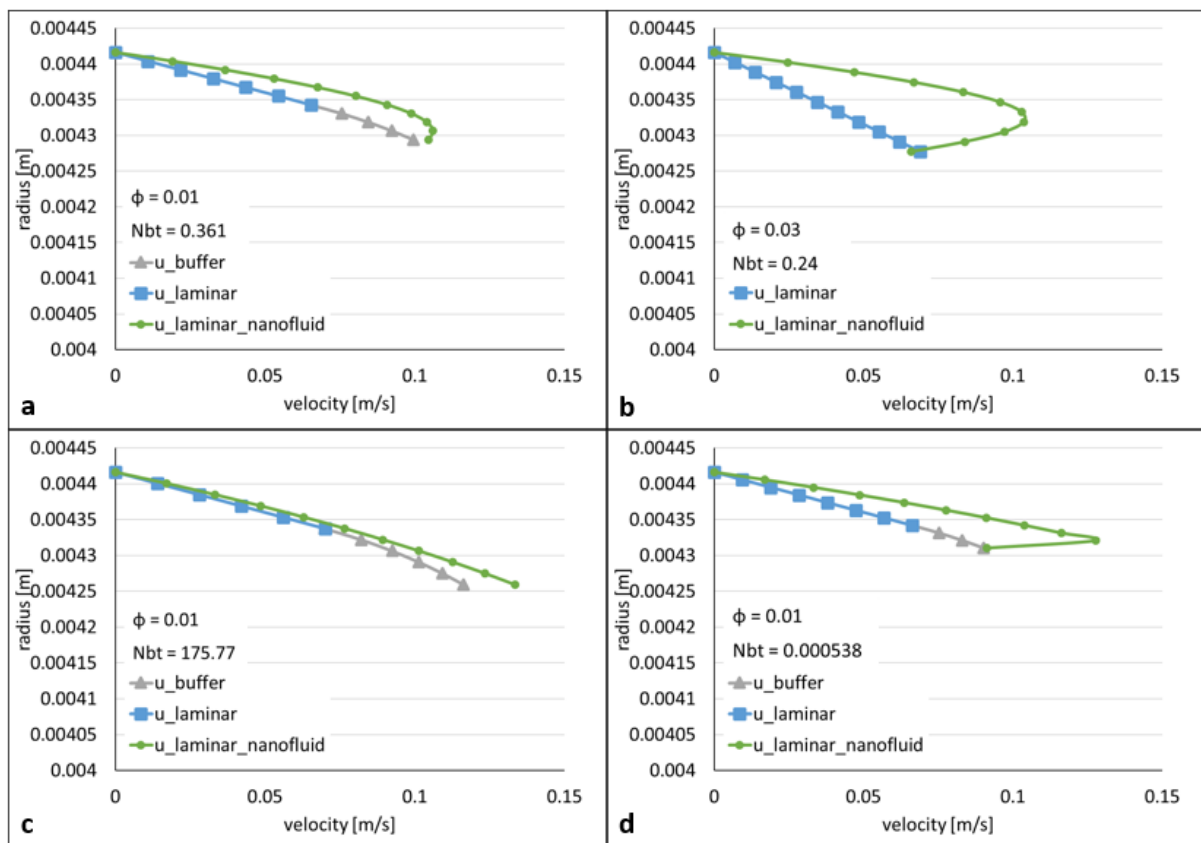 0.00445
0.0044
0.00435
0.0043
0.00425
0.0042
0.00415
0.0041
0.00405
0.004
radius [m]
ϕ = 0.01
Nbt = 0.361
u_buffer
u_laminar
u_laminar_nanofluid
0 0.05 0.1 0.15
velocity [m/s]
a
0.00445
0.0044
0.00435
0.0043
0.00425
0.0042
0.00415
0.0041
0.00405
0.004
radius [m]
ϕ = 0.03
Nbt = 0.24
u_laminar
u_laminar_nanofluid
0 0.05 0.1 0.15
velocity [m/s]
b
0.00445
0.0044
0.00435
0.0043
0.00425
0.0042
0.00415
0.0041
0.00405
0.004
radius [m]
ϕ = 0.01
Nbt = 175.77
u_buffer
u_laminar
u_laminar_nanofluid
0 0.05 0.1 0.15
velocity [m/s]
c
0.00445
0.0044
0.00435
0.0043
0.00425
0.0042
0.00415
0.0041
0.00405
0.004
radius [m]
ϕ = 0.01
Nbt = 0.000538
u_buffer
u_laminar
u_laminar_nanofluid
0 0.05 0.1 0.15
velocity [m/s]
d